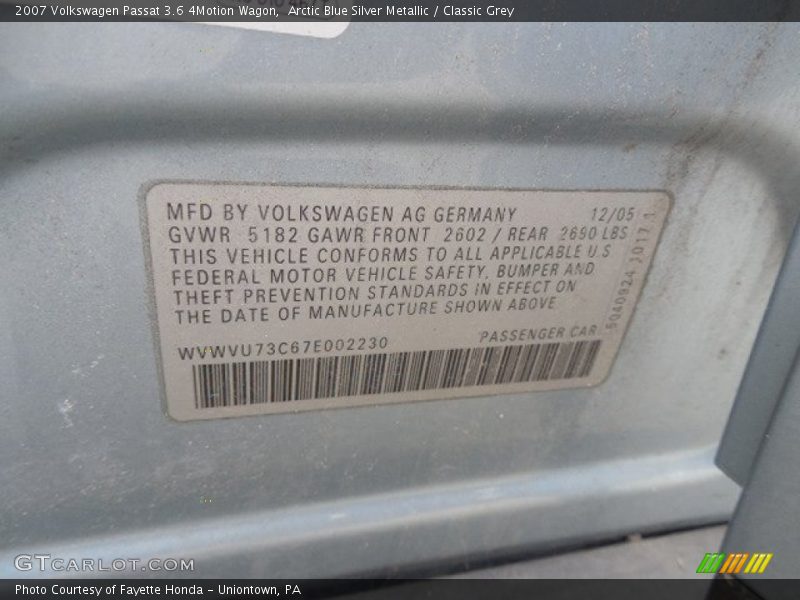 2007 Volkswagen Passat 3.6 4Motion Wagon, Arctic Blue Silver Metallic / Classic Grey
MFD BY VOLKSWAGEN AG GERMANY 12/05
GVWR 5182 GAWR FRONT 2602 / REAR 2690 LBS
THIS VEHICLE CONFORMS TO ALL APPLICABLE U.S
FEDERAL MOTOR VEHICLE SAFETY, BUMPER AND
THEFT PREVENTION STANDARDS IN EFFECT ON
THE DATE OF MANUFACTURE SHOWN ABOVE
WVWVU73C67E002230 PASSENGER CAR
5040924
GTCARLOT.COM
Photo Courtesy of Fayette Honda - Uniontown, PA